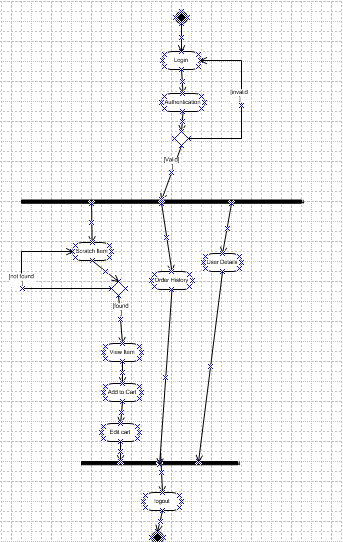 Login
[invalid
Authentication
[Valid
Scratch Item
User Details
[not found
Order History
[found
View Item
Add to Cart
Edit cart
logout